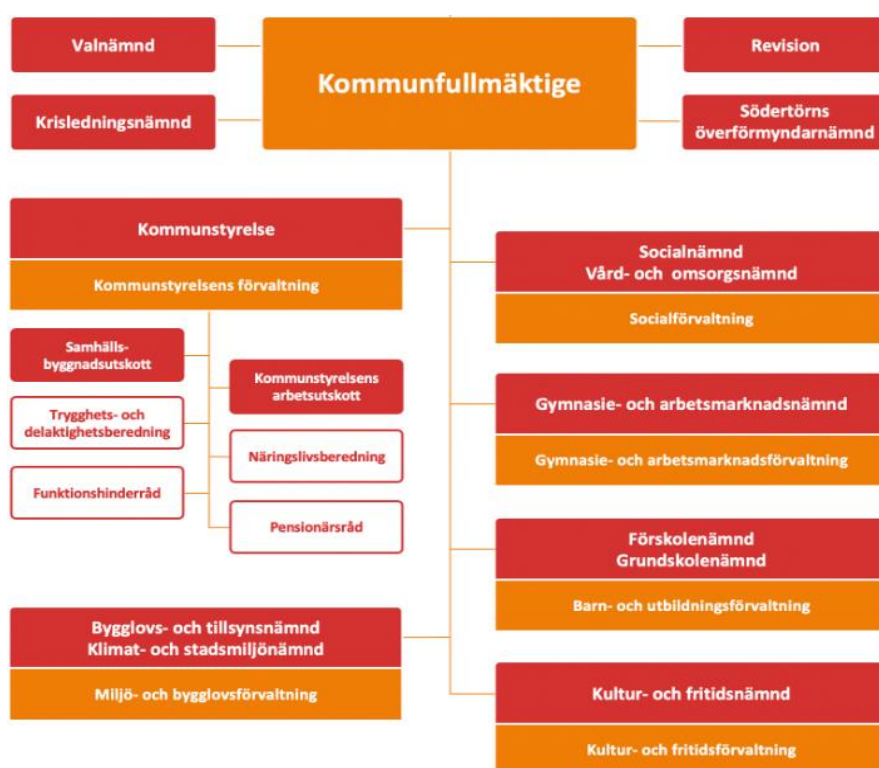 Valnämnd
Kommunfullmäktige
Revision
Krisledningsnämnd
Södertörns
överförmyndarnämnd
Kommunstyrelse
Kommunstyrelsens förvaltning
Samhälls-
byggnadsutskott
Kommunstyrelsens
arbetsutskott
Trygghets- och
delaktighetsberedning
Näringslivsberedning
Funktionshinderråd
Pensionärsråd
Bygglovs- och tillsynsnämnd
Klimat- och stadsmiljönämnd
Miljö- och bygglovsförvaltning
Socialnämnd
Vård- och omsorgsnämnd
Socialförvaltning
Gymnasie- och arbetsmarknadsnämnd
Gymnasie- och arbetsmarknadsförvaltning
Förskolenämnd
Grundskolenämnd
Barn- och utbildningsförvaltning
Kultur- och fritidsnämnd
Kultur- och fritidsförvaltning